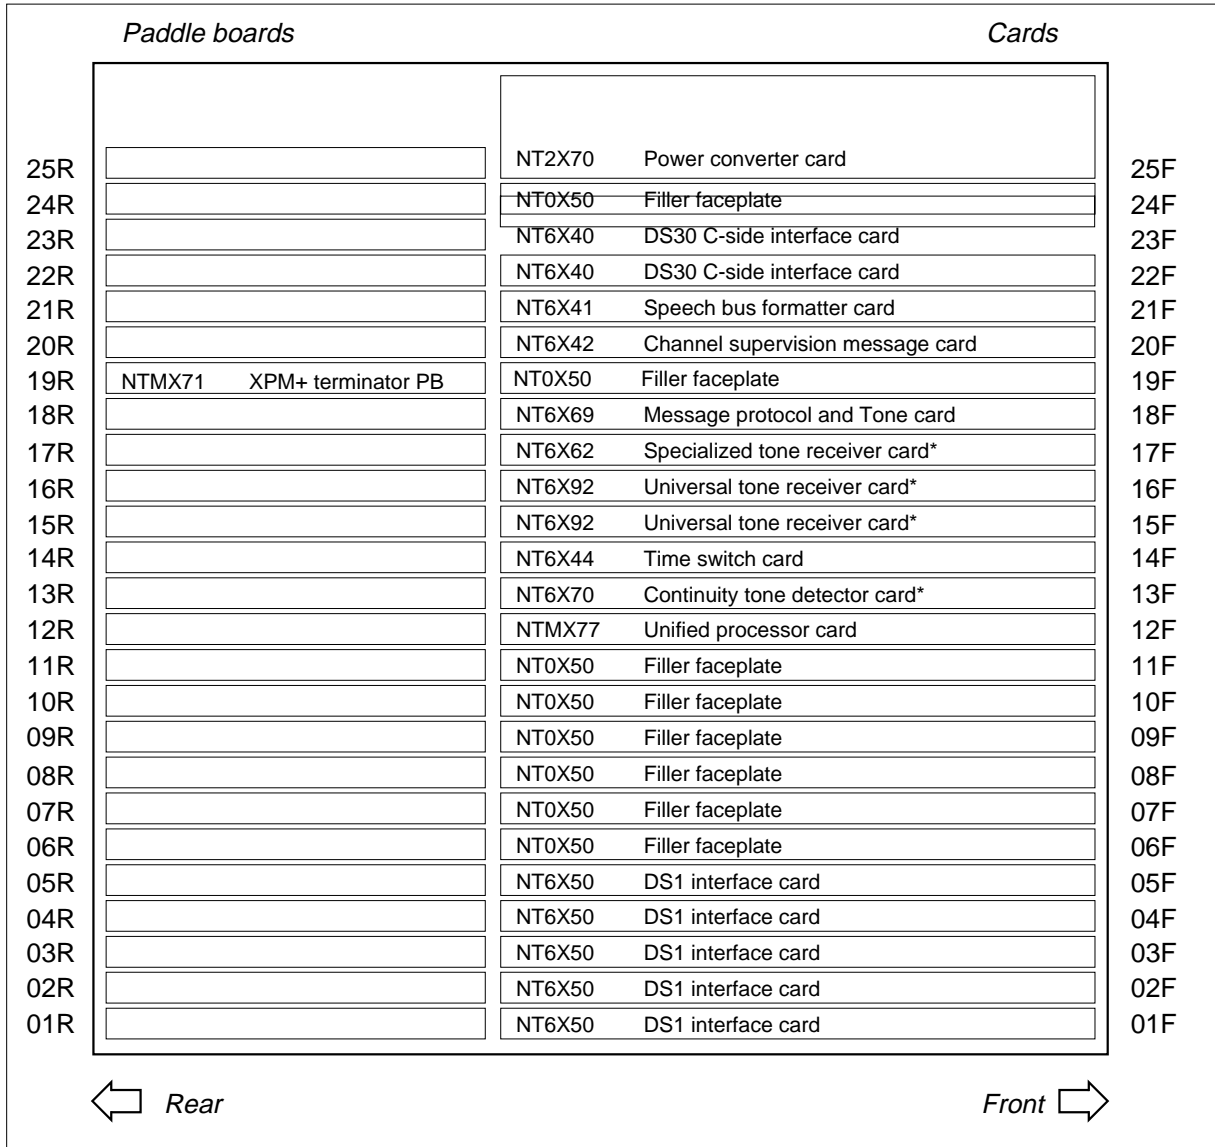 Paddle boards Cards
25R NT2X70 Power converter card 25F
24R NT0X50 Filler faceplate 24F
23R NT6X40 DS30 C-side interface card 23F
22R NT6X40 DS30 C-side interface card 22F
21R NT6X41 Speech bus formatter card 21F
20R NT6X42 Channel supervision message card 20F
19R NTMX71 XPM+ terminator PB NT0X50 Filler faceplate 19F
18R NT6X69 Message protocol and Tone card 18F
17R NT6X62 Specialized tone receiver card* 17F
16R NT6X92 Universal tone receiver card* 16F
15R NT6X92 Universal tone receiver card* 15F
14R NT6X44 Time switch card 14F
13R NT6X70 Continuity tone detector card* 13F
12R NTMX77 Unified processor card 12F
11R NT0X50 Filler faceplate 11F
10R NT0X50 Filler faceplate 10F
09R NT0X50 Filler faceplate 09F
08R NT0X50 Filler faceplate 08F
07R NT0X50 Filler faceplate 07F
06R NT0X50 Filler faceplate 06F
05R NT6X50 DS1 interface card 05F
04R NT6X50 DS1 interface card 04F
03R NT6X50 DS1 interface card 03F
02R NT6X50 DS1 interface card 02F
01R NT6X50 DS1 interface card 01F
Rear Front